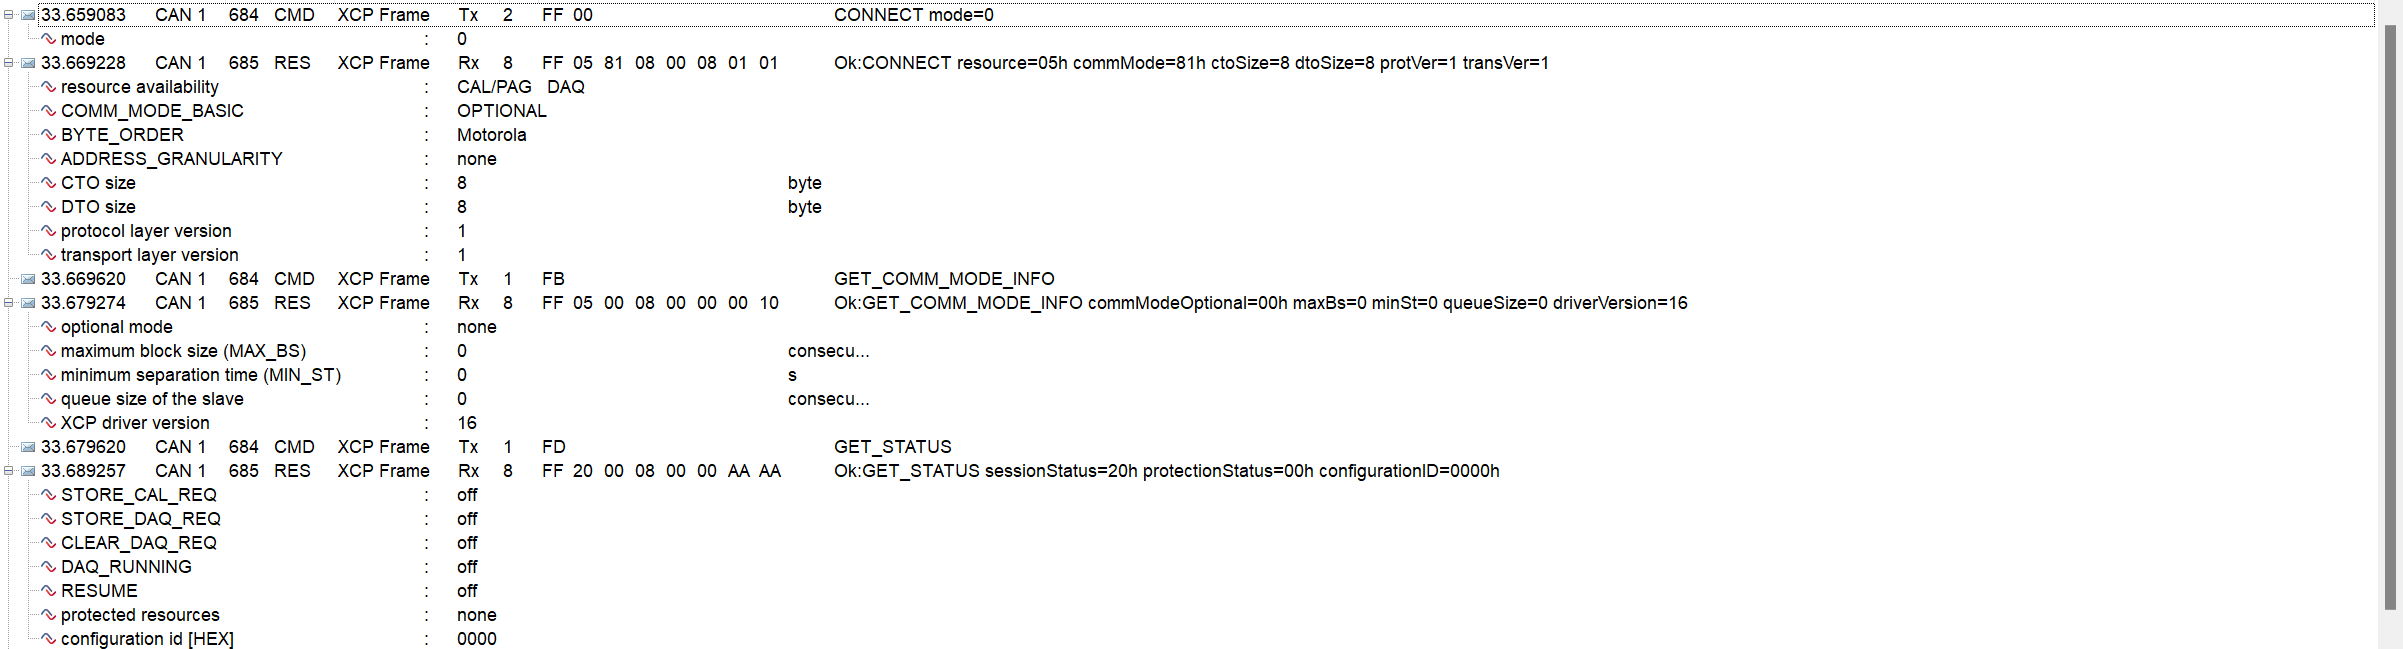 33.659083 CAN 1 684 CMD XCP Frame Tx 2 FF 00 CONNECT mode=0
mode : 0
33.669228 CAN 1 685 RES XCP Frame Rx 8 FF 05 81 08 00 08 01 01 Ok:CONNECT resource=05h commMode=81h ctoSize=8 dtoSize=8 protVer=1 transVer=1
resource availability : CAL/PAG DAQ
COMM_MODE_BASIC : OPTIONAL
BYTE_ORDER : Motorola
ADDRESS_GRANULARITY : none
CTO size : 8 byte
DTO size : 8 byte
protocol layer version : 1
transport layer version : 1
33.669620 CAN 1 684 CMD XCP Frame Tx 1 FB GET_COMM_MODE_INFO
33.679274 CAN 1 685 RES XCP Frame Rx 8 FF 05 00 08 00 00 00 10 Ok:GET_COMM_MODE_INFO commModeOptional=00h maxBs=0 minSt=0 queueSize=0 driverVersion=16
optional mode : none
maximum block size (MAX_BS) : 0 consecu...
minimum separation time (MIN_ST) : 0 s
queue size of the slave : 0 consecu...
XCP driver version : 16
33.679620 CAN 1 684 CMD XCP Frame Tx 1 FD GET_STATUS
33.689257 CAN 1 685 RES XCP Frame Rx 8 FF 20 00 08 00 00 AA AA Ok:GET_STATUS sessionStatus=20h protectionStatus=00h configurationID=0000h
STORE_CAL_REQ : off
STORE_DAQ_REQ : off
CLEAR_DAQ_REQ : off
DAQ_RUNNING : off
RESUME : off
protected resources : none
configuration id [HEX] : 0000